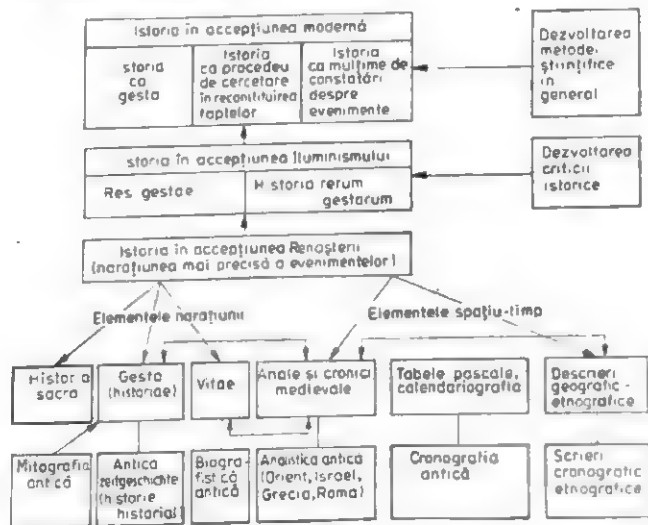 Istoria în accepțiunea modernă
storia
ca
gesta
Istoria
ca procedeu
de cercetare
în reconstituirea
faptelor
Istoria
ca mulțime de
constatări
despre
evenimente
Dezvoltarea
metodei
științifice
în
general
storia în accepțiunea Iluminismului
Res gestae
Historia rerum
gestarum
Dezvoltarea
criticii
istorice
Istoria în accepțiunea Renașterii
(narațiunea mai precisă a evenimentelor)
Elementele narațiunii
Elementele spațiu-timp
Historia
sacra
Gesta
(historiae)
Vitae
Anale și cronici
medievale
Tabele pascale,
calendariografia
Descrieri
geografic-
etnografice
Mitografia
antică
Antica
zeitgeschichte
(historie
historia)
Biogra-
fistica
antică
Analistica antică
(Orient, Israel,
Grecia, Roma)
Cronografia
antică
Scrieri
cronografic
etnografice